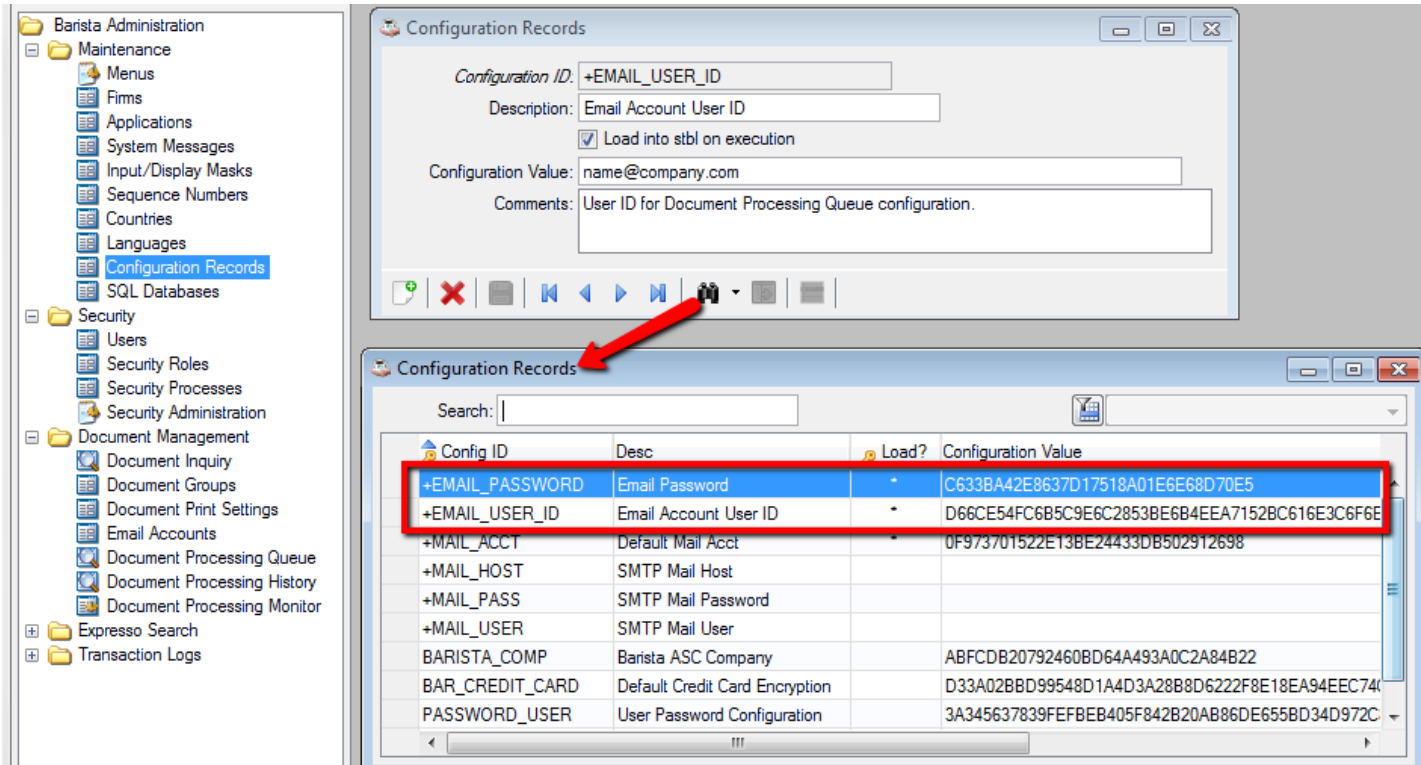 Barista Administration
Maintenance
Menus
Firms
Applications
System Messages
Input/Display Masks
Sequence Numbers
Countries
Languages
Configuration Records
SQL Databases
Security
Users
Security Roles
Security Processes
Security Administration
Document Management
Document Inquiry
Document Groups
Document Print Settings
Email Accounts
Document Processing Queue
Document Processing History
Document Processing Monitor
Expresso Search
Transaction Logs
Configuration Records
Configuration ID: +EMAIL_USER_ID
Description: Email Account User ID
Load into stbl on execution
Configuration Value: name@company.com
Comments: User ID for Document Processing Queue configuration.
Configuration Records
Search:
Config ID Desc Load? Configuration Value
+EMAIL_PASSWORD Email Password * C633BA42E8637D17518A01E6E68D70E5
+EMAIL_USER_ID Email Account User ID * D66CE54FC6B5C9E6C2853BE6B4EEA7152BC616E3C6F6E
+MAIL_ACCT Default Mail Acct * 0F973701522E13BE24433DB502912698
+MAIL_HOST SMTP Mail Host
+MAIL_PASS SMTP Mail Password
+MAIL_USER SMTP Mail User
BARISTA_COMP Barista ASC Company ABFCDB20792460BD64A493A0C2A84B22
BAR_CREDIT_CARD Default Credit Card Encryption D33A02BBD99548D1A4D3A28B8D6222F8E18EA94EEC740
PASSWORD_USER User Password Configuration 3A345637839FEFBEB405F842B20AB86DE655BD34D972C